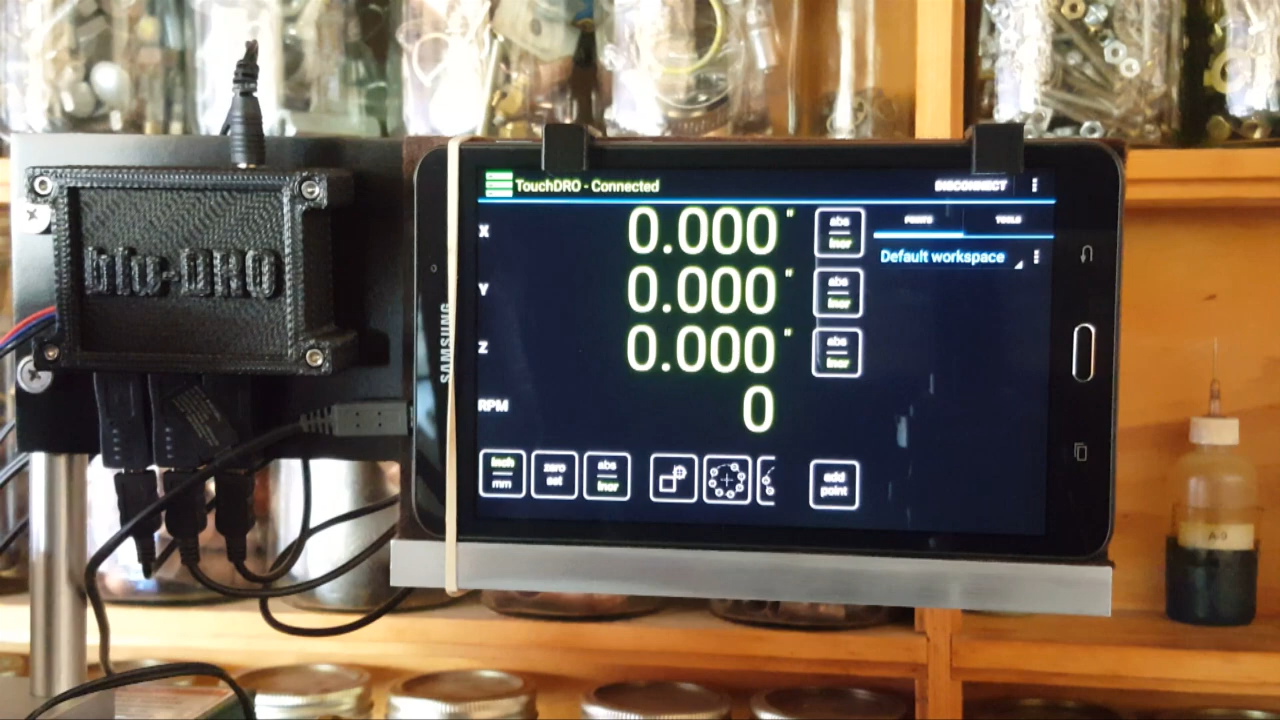 blu-DRO
SAMSUNG
TouchDRO - Connected
DISCONNECT
X
0.000"
abs
incr
POINTS
TOOLS
Default workspace
Y
0.000"
abs
incr
Z
0.000"
abs
incr
RPM
0
inch
mm
zero
set
abs
incr
add
point